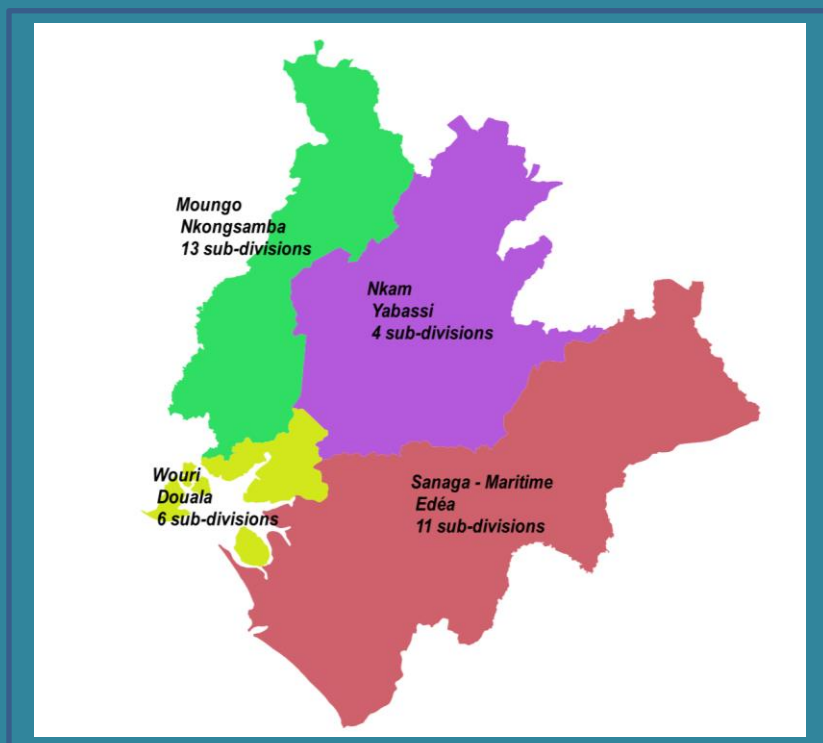 Moungo
Nkongsamba
13 sub-divisions
Nkam
Yabassi
4 sub-divisions
Wouri
Douala
6 sub-divisions
Sanaga - Maritime
Edéa
11 sub-divisions